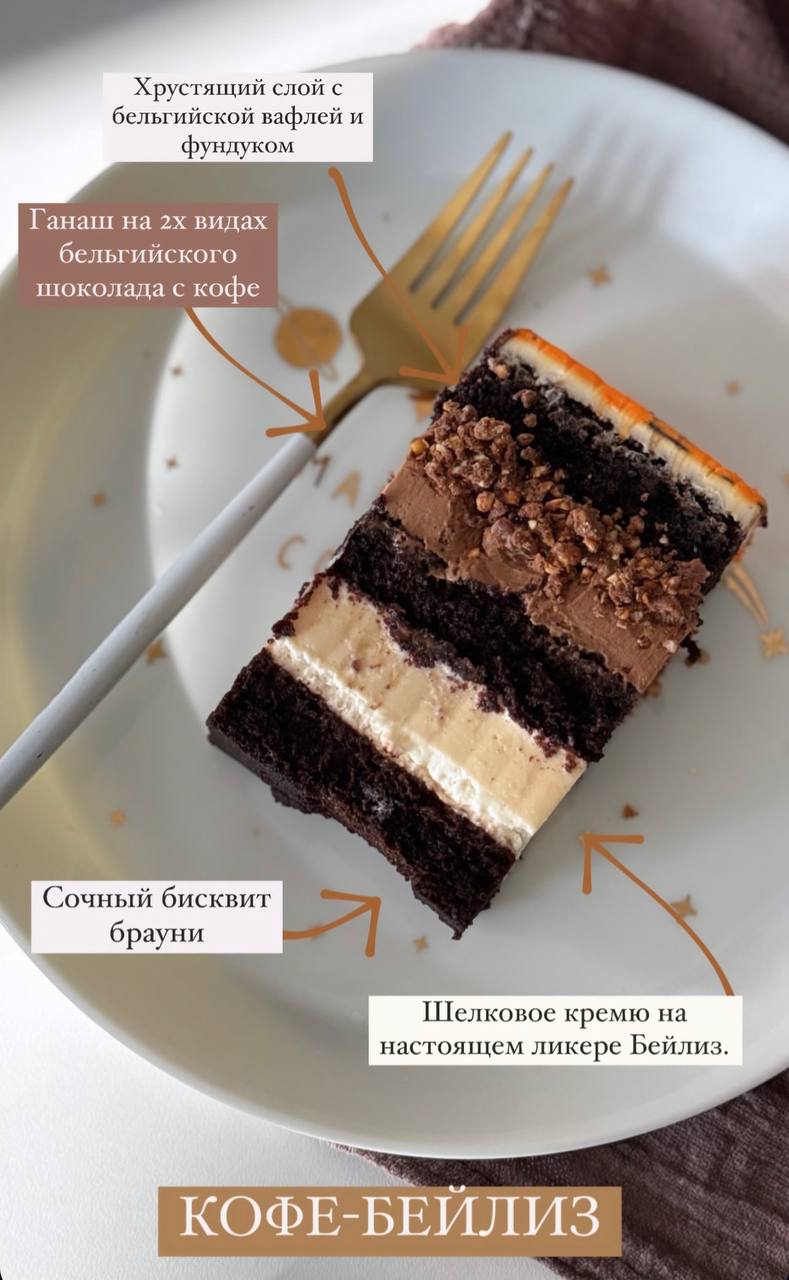 Хрустящий слой с
бельгийской вафлей и
фундуком
Ганаш на 2х видах
бельгийского
шоколада с кофе
Сочный бисквит
брауни
Шелковое кремю на
настоящем ликере Бейлиз.
КОФЕ-БЕЙЛИЗ